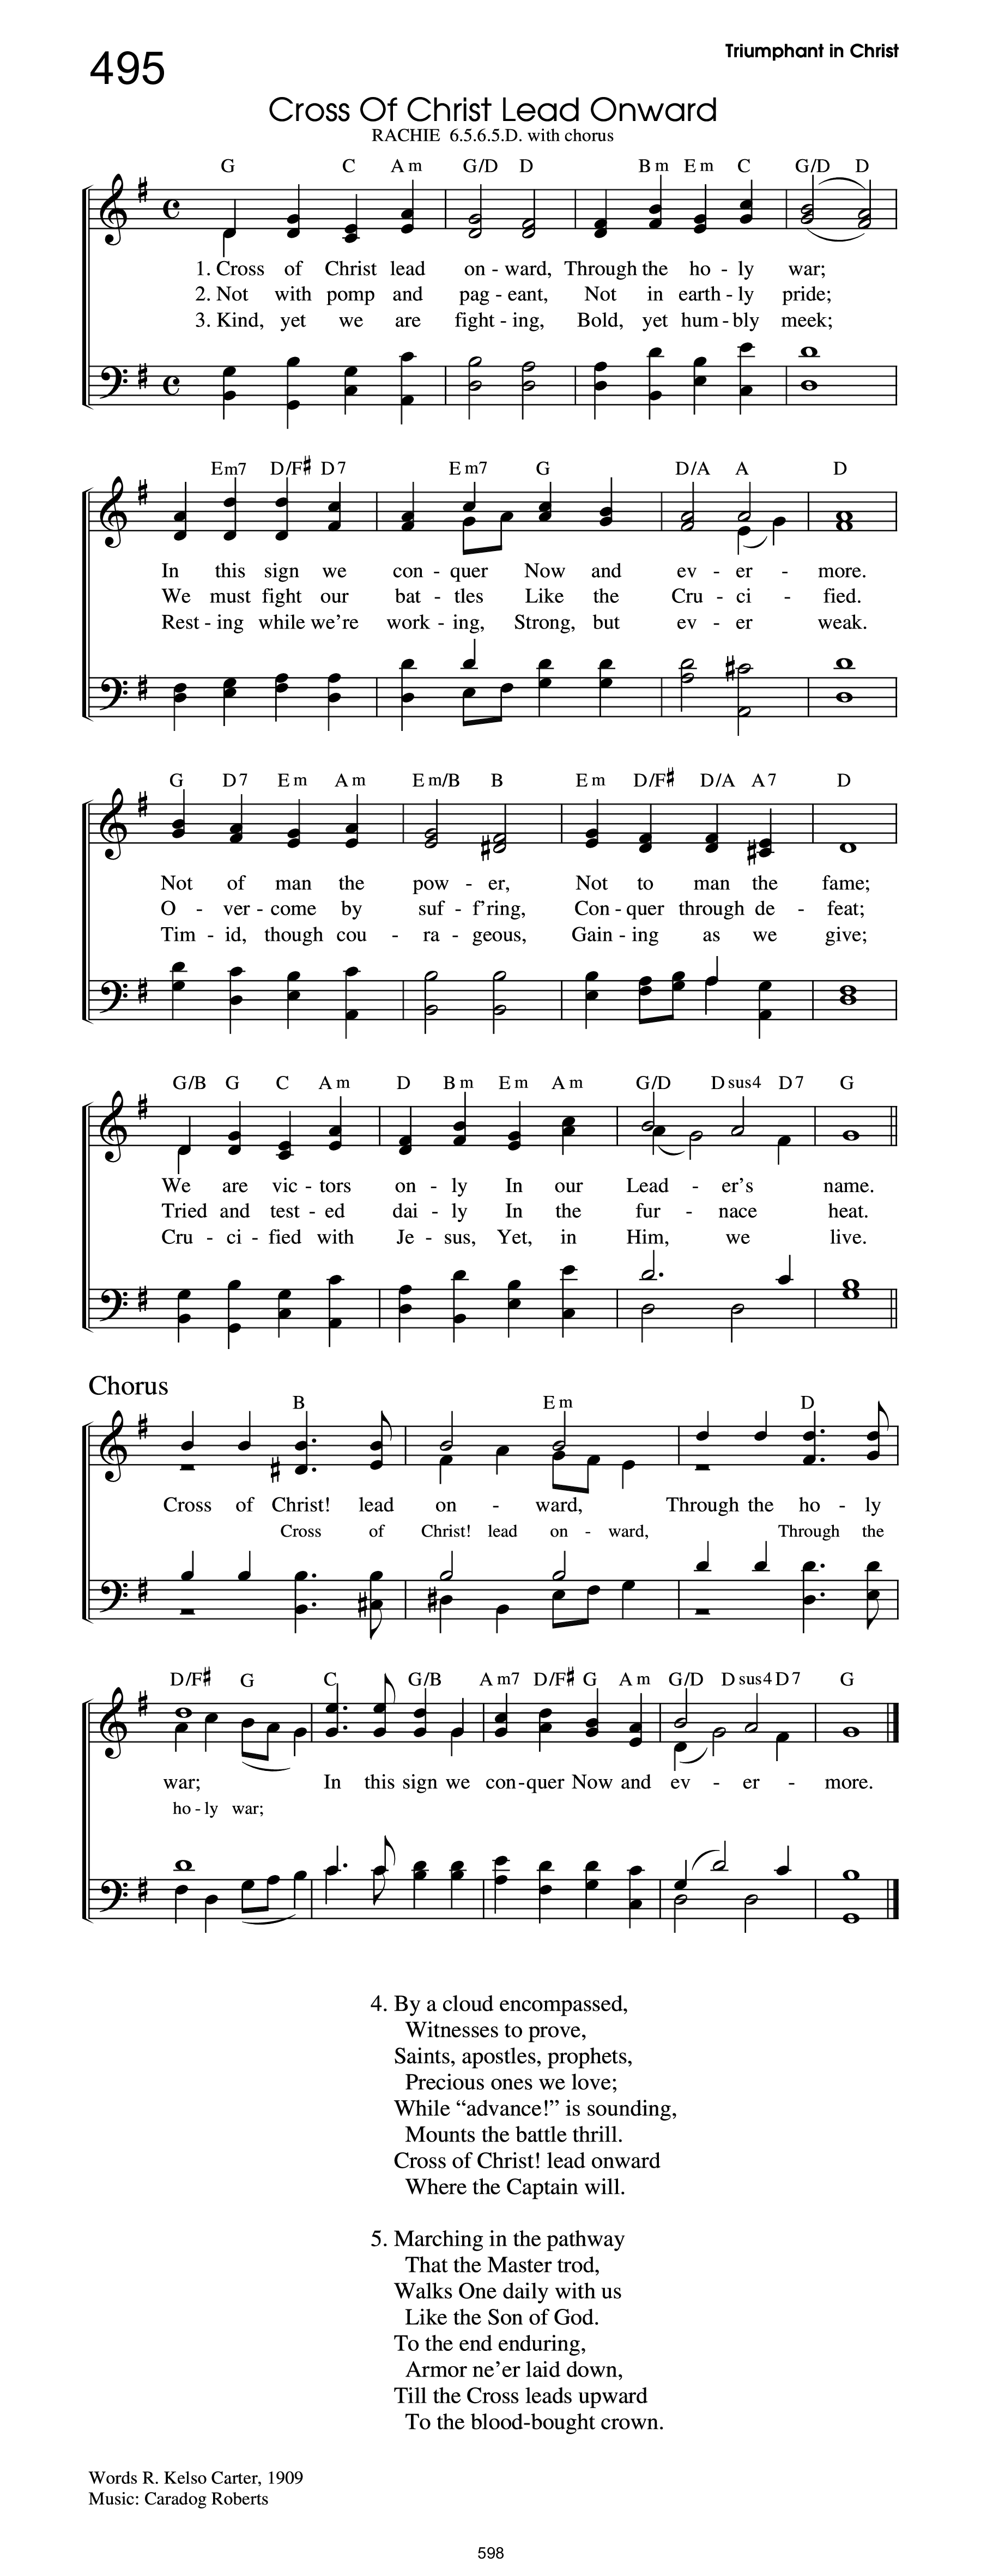 Triumphant in Christ
495
Cross Of Christ Lead Onward
RACHIE 6.5.6.5.D. with chorus
G C Am G/D D Bm Em C G/D D
1. Cross of Christ lead on - ward, Through the ho - ly war;
2. Not with pomp and pag - eant, Not in earth - ly pride;
3. Kind, yet we are fight - ing, Bold, yet hum - bly meek;
Em7 D/F# D7 Em7 G D/A A D
In this sign we con - quer Now and ev - er - more.
We must fight our bat - tles Like the Cru - ci - fied.
Rest - ing while we're work - ing, Strong, but ev - er weak.
G D7 Em Am Em/B B Em D/F# D/A A7 D
Not of man the pow - er, Not to man the fame;
O - ver - come by suf - f'ring, Con - quer through de - feat;
Tim - id, though cou - ra - geous, Gain - ing as we give;
G/B G C Am D Bm Em Am G/D Dsus4 D7 G
We are vic - tors on - ly In our Lead - er's name.
Tried and test - ed dai - ly In the fur - nace heat.
Cru - ci - fied with Je - sus, Yet, in Him, we live.
Chorus
B Em D
Cross of Christ! lead on - ward, Through the ho - ly
Cross of Christ! lead on - ward, Through the
D/F# G C G/B Am7 D/F# G Am G/D Dsus4 D7 G
war; In this sign we con - quer Now and ev - er - more.
ho - ly war;
4. By a cloud encompassed,
Witnesses to prove,
Saints, apostles, prophets,
Precious ones we love;
While “advance!” is sounding,
Mounts the battle thrill.
Cross of Christ! lead onward
Where the Captain will.
5. Marching in the pathway
That the Master trod,
Walks One daily with us
Like the Son of God.
To the end enduring,
Armor ne'er laid down,
Till the Cross leads upward
To the blood-bought crown.
Words R. Kelso Carter, 1909
Music: Caradog Roberts
598